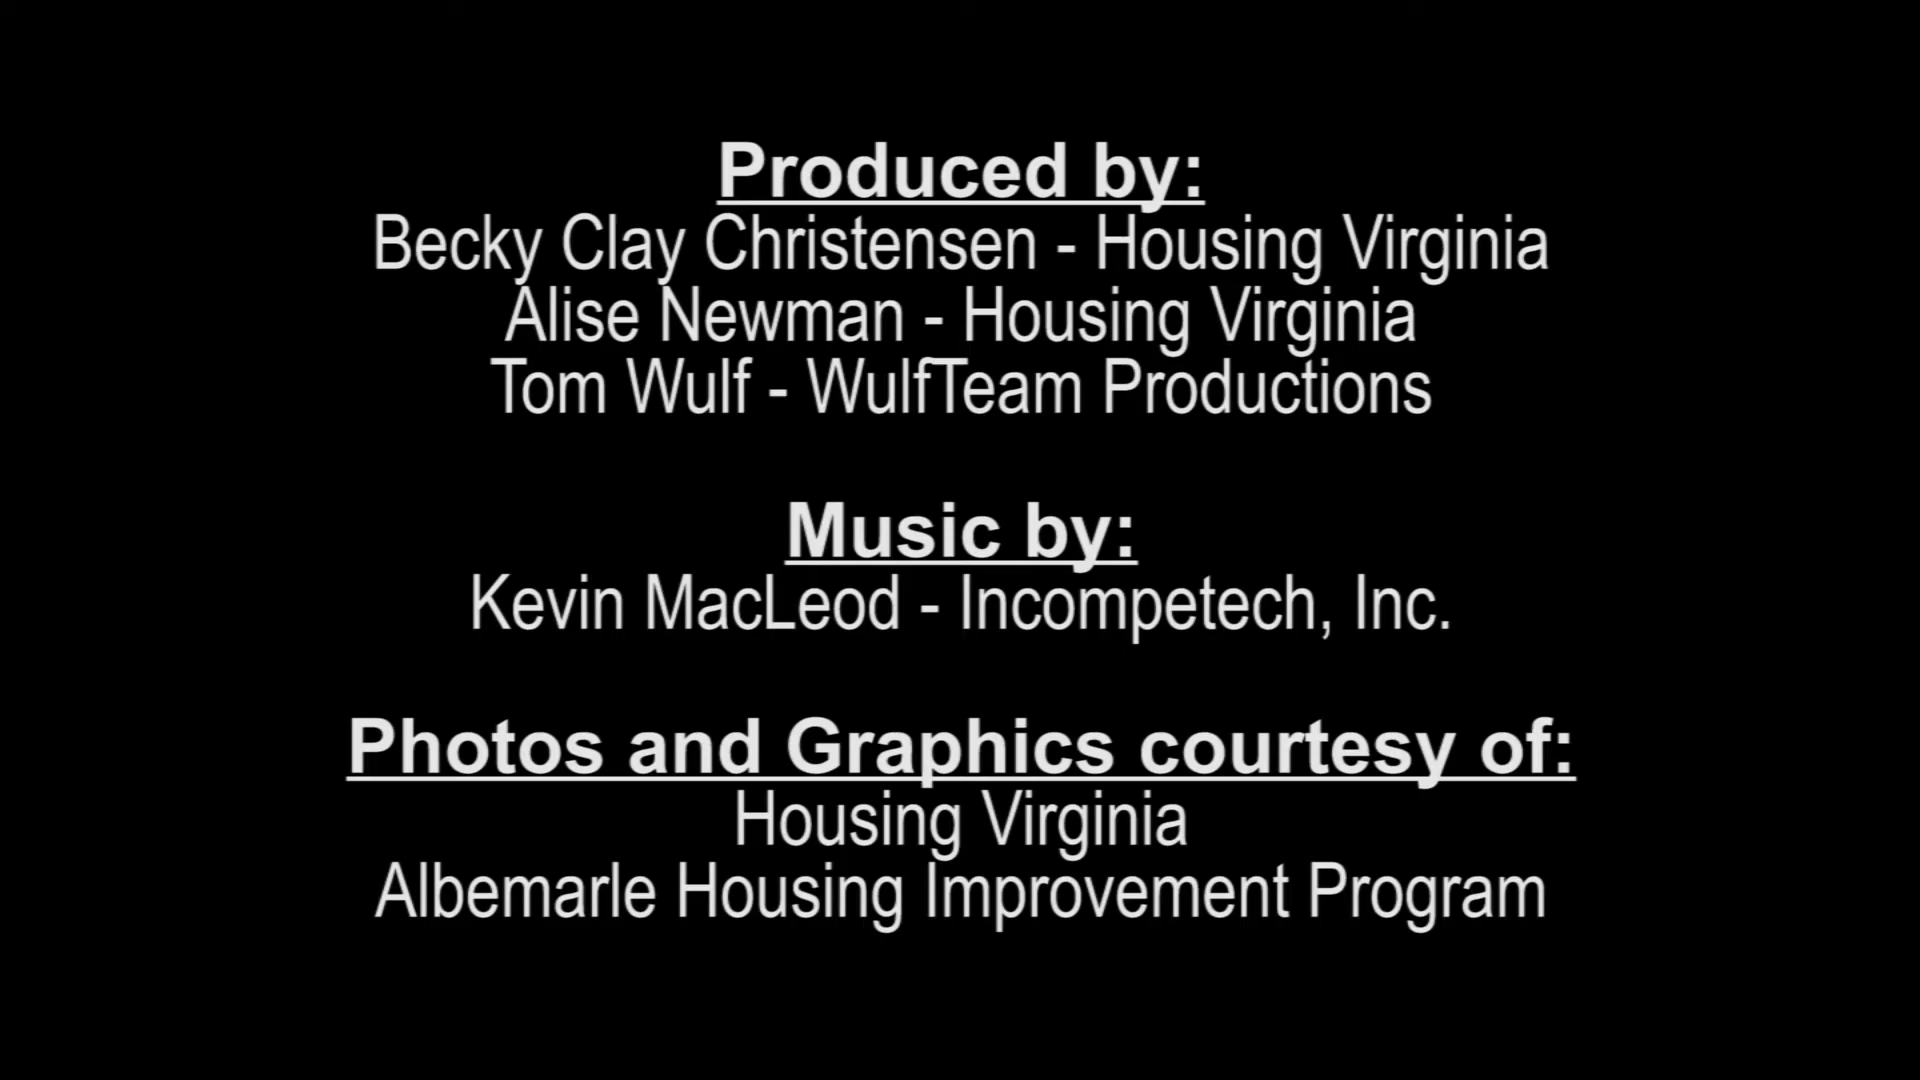 Produced by:
Becky Clay Christensen - Housing Virginia
Alise Newman - Housing Virginia
Tom Wulf - WulfTeam Productions
Music by:
Kevin MacLeod - Incompetech, Inc.
Photos and Graphics courtesy of:
Housing Virginia
Albemarle Housing Improvement Program